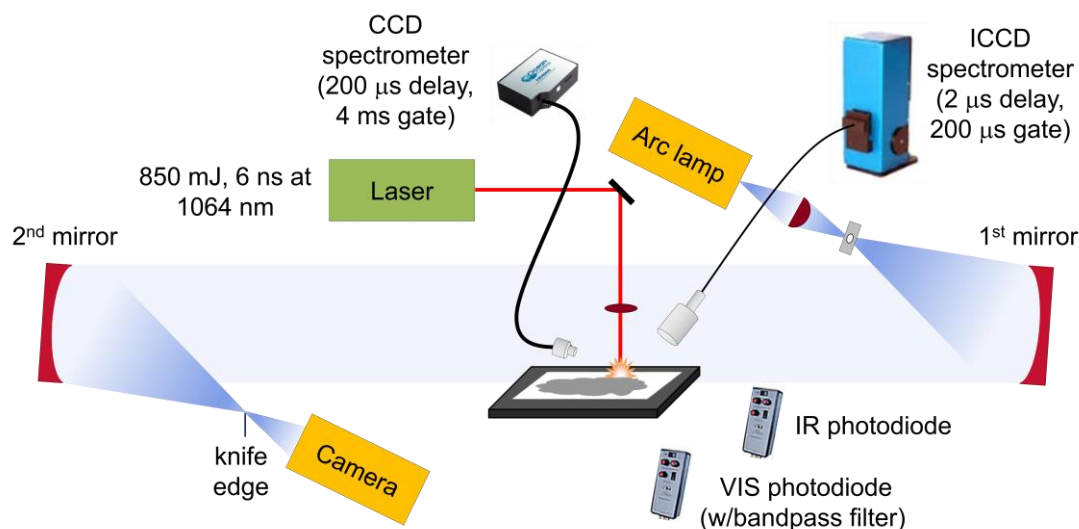 CCD
spectrometer
(200 μs delay,
4 ms gate)
ICCD
spectrometer
(2 μs delay,
200 μs gate)
Arc lamp
850 mJ, 6 ns at
1064 nm
Laser
2nd mirror
1st mirror
IR photodiode
knife
edge
Camera
VIS photodiode
(w/bandpass filter)